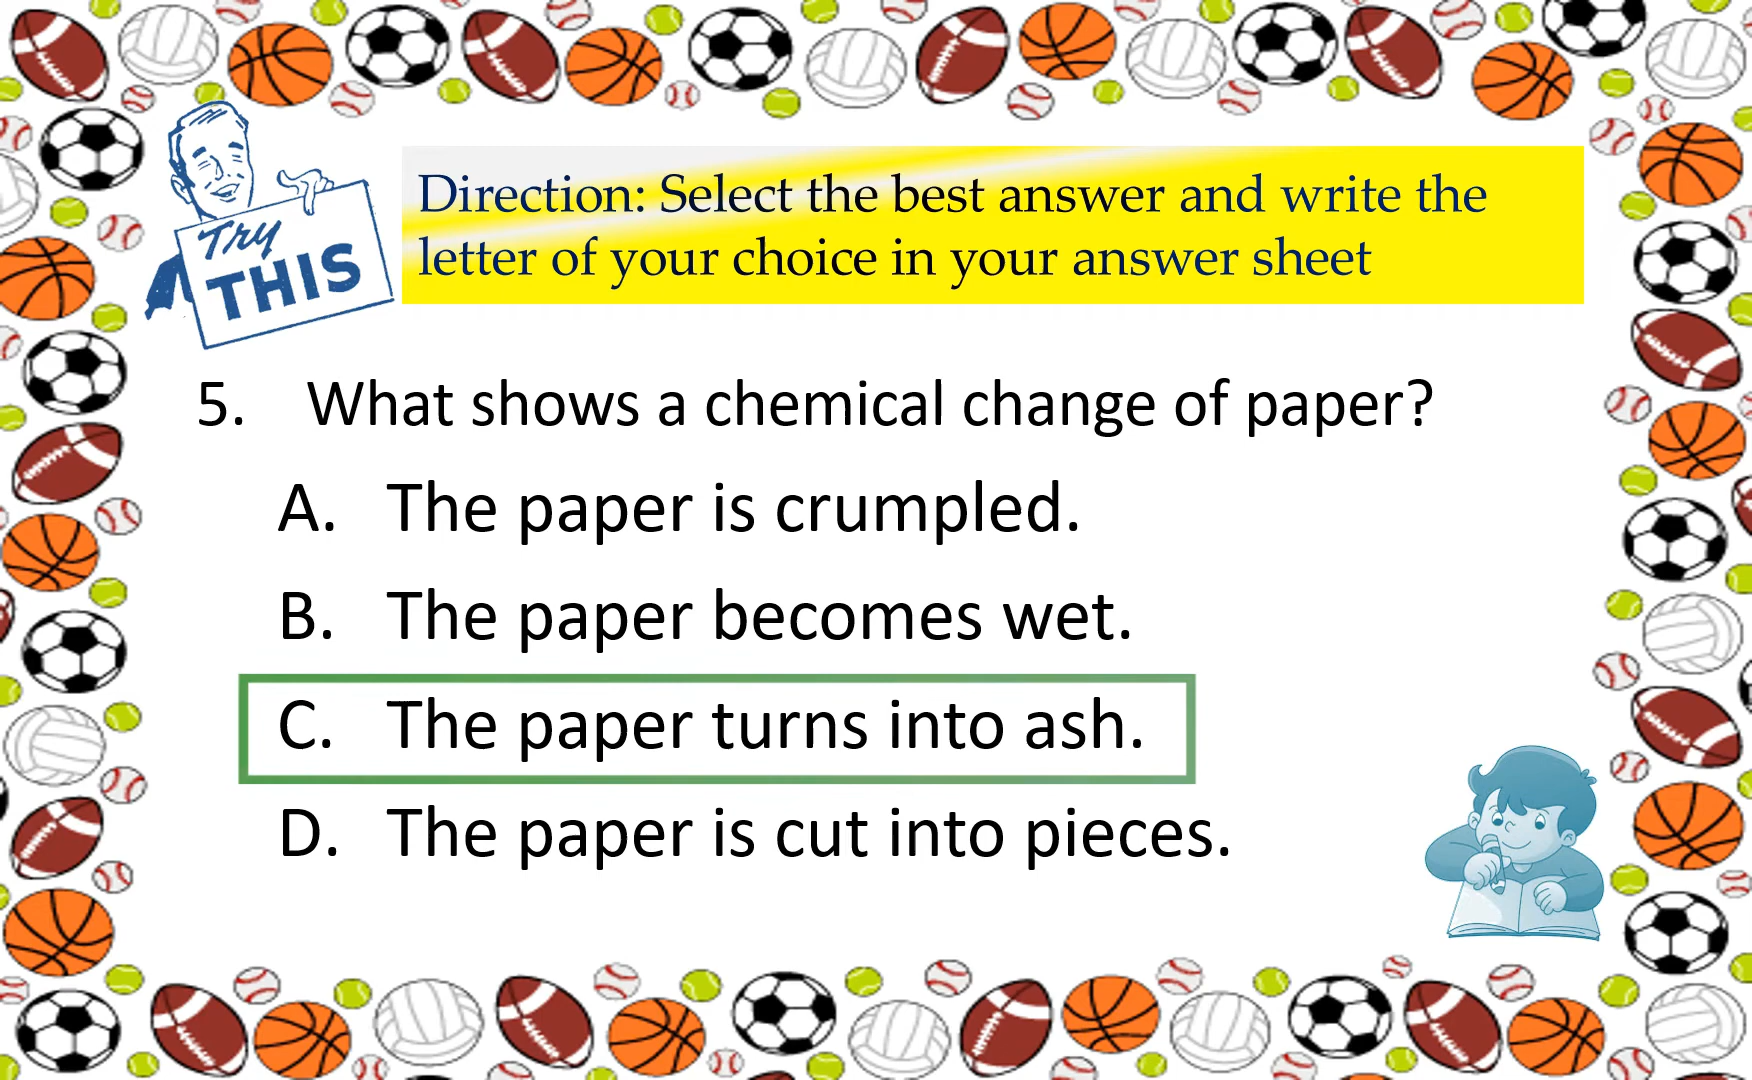 Try
THIS
Direction: Select the best answer and write the
letter of your choice in your answer sheet
5. What shows a chemical change of paper?
A. The paper is crumpled.
B. The paper becomes wet.
C. The paper turns into ash.
D. The paper is cut into pieces.